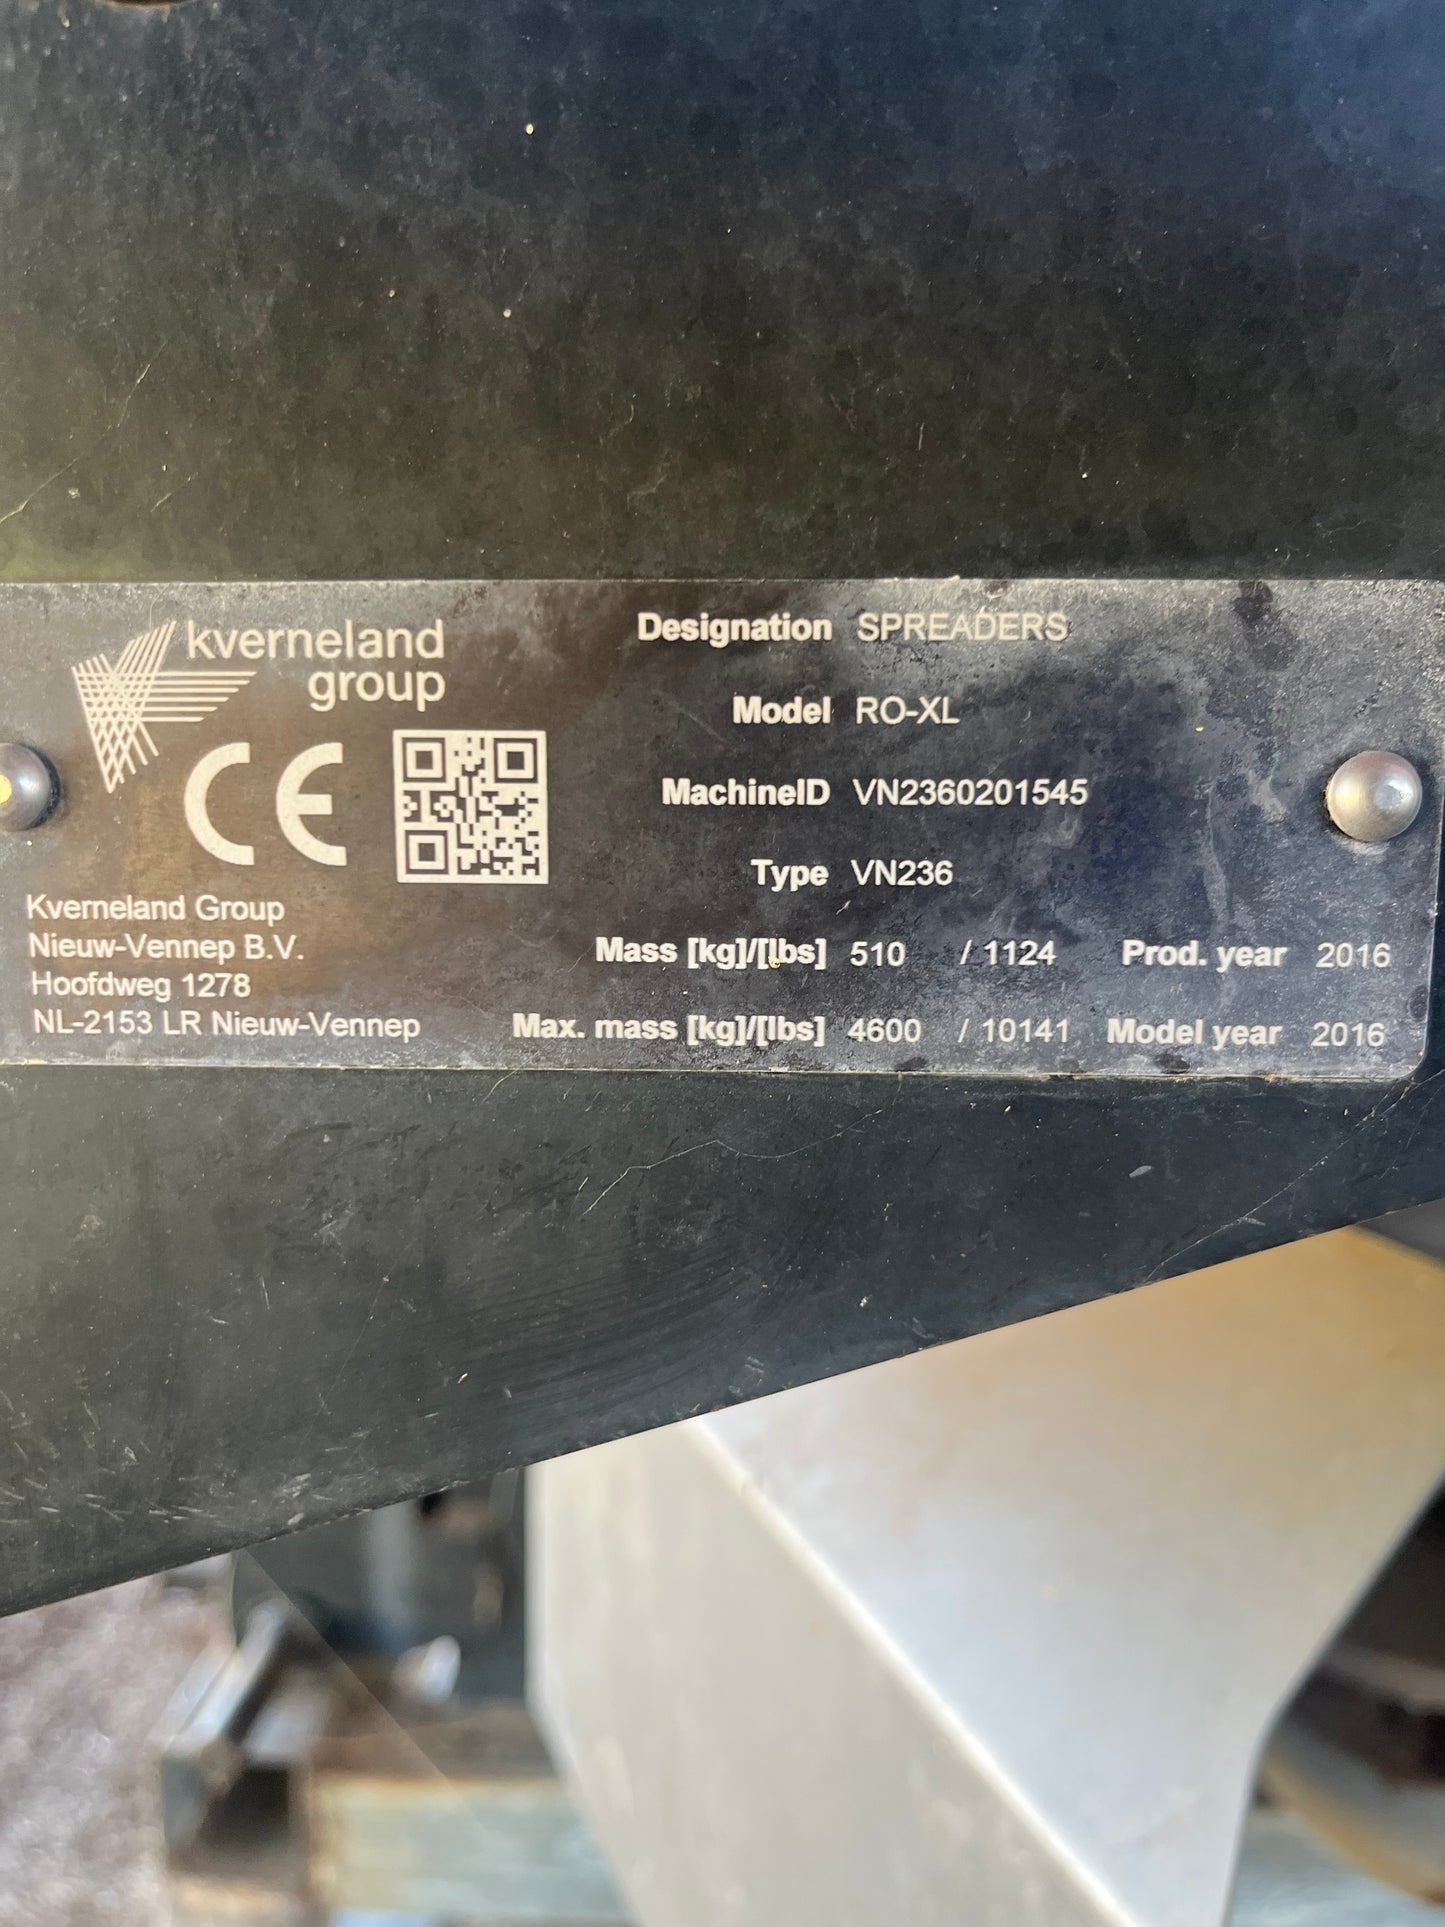 kverneland
group
CE
Kverneland Group
Nieuw-Vennep B.V.
Hoofdweg 1278
NL-2153 LR Nieuw-Vennep
Designation SPREADERS
Model RO-XL
MachineID VN2360201545
Type VN236
Mass [kg]/[lbs] 510 / 1124 Prod. year 2016
Max. mass [kg]/[lbs] 4600 / 10141 Model year 2016